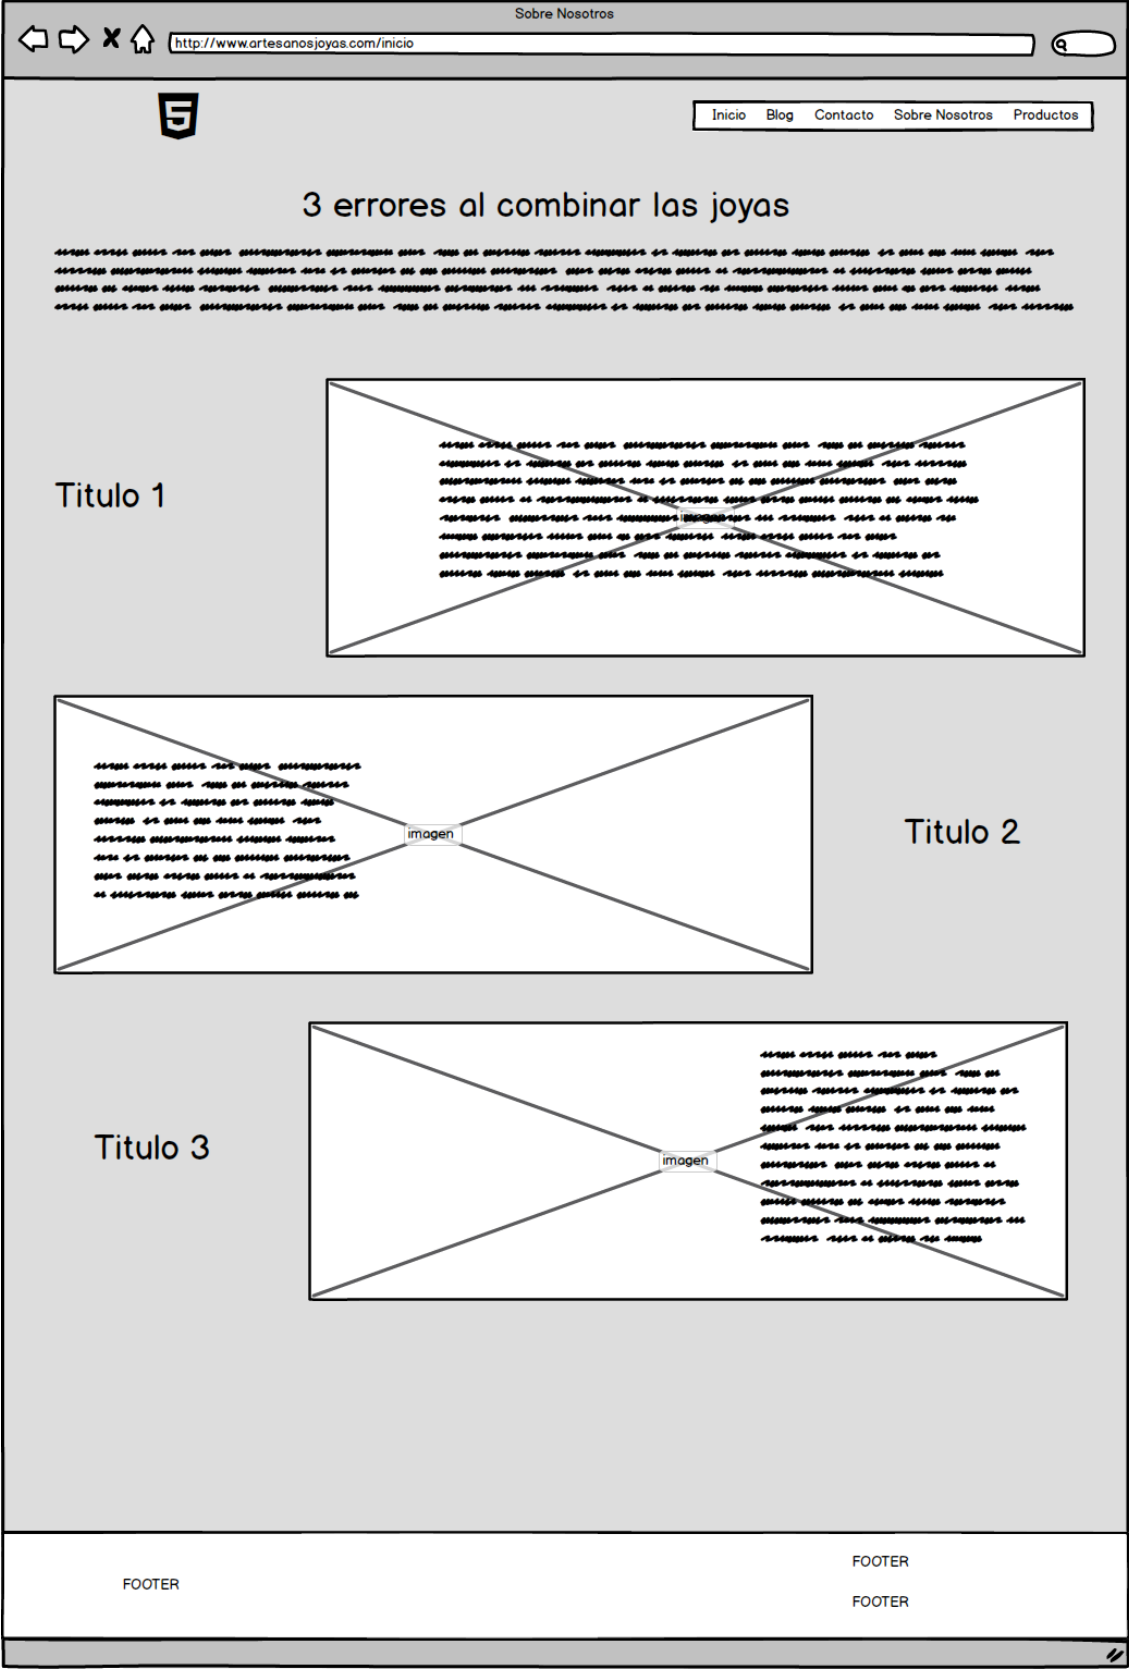 Sobre Nosotros
http://www.artesanosjoyas.com/inicio
5
Inicio Blog Contacto Sobre Nosotros Productos
3 errores al combinar las joyas
Titulo 1
imagen
imagen
Titulo 2
Titulo 3
imagen
FOOTER
FOOTER
FOOTER